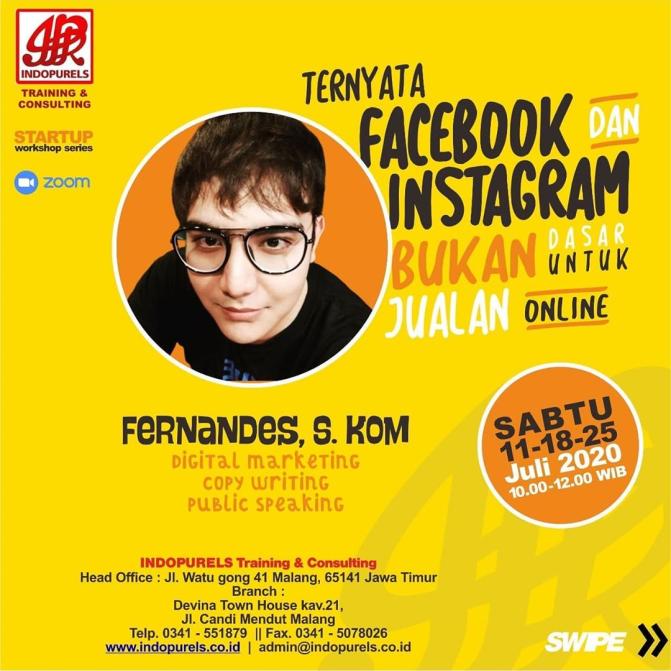 INDOPURELS
TRAINING &
CONSULTING
STARTUP
workshop series
zoom
TERNYATA
FACEBOOK DAN
INSTAGRAM
BUKAN DASAR
UNTUK
JUALAN ONLINE
FERNANDES, S. KOM
DIGITAL MARKETING
COPY WRITING
PUBLIC SPEAKING
SABTU
11-18-25
Juli 2020
10.00-12.00 WIB
INDOPURELS Training & Consulting
Head Office : Jl. Watu gong 41 Malang, 65141 Jawa Timur
Branch :
Devina Town House kav.21,
Jl. Candi Mendut Malang
Telp. 0341 - 551879 || Fax. 0341 - 5078026
www.indopurels.co.id | admin@indopurels.co.id
SWIPE